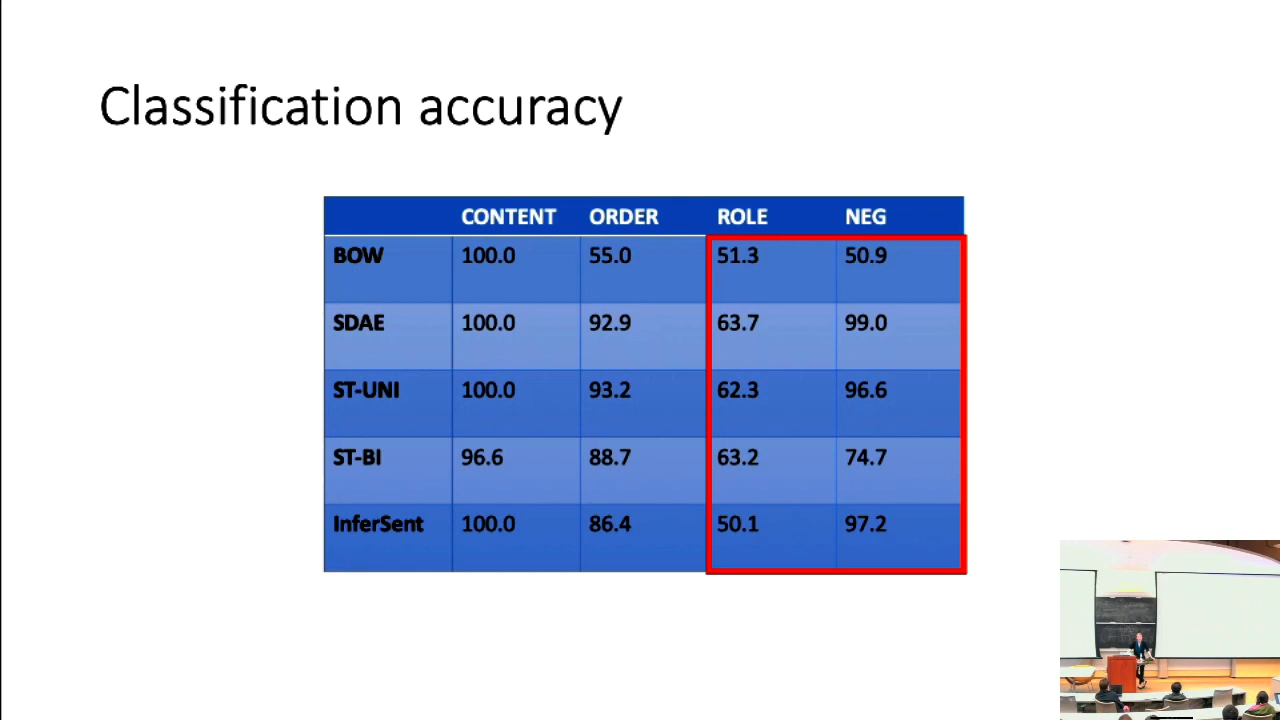 Classification accuracy
CONTENT ORDER ROLE NEG
BOW 100.0 55.0 51.3 50.9
SDAE 100.0 92.9 63.7 99.0
ST-UNI 100.0 93.2 62.3 96.6
ST-BI 96.6 88.7 63.2 74.7
InferSent 100.0 86.4 50.1 97.2